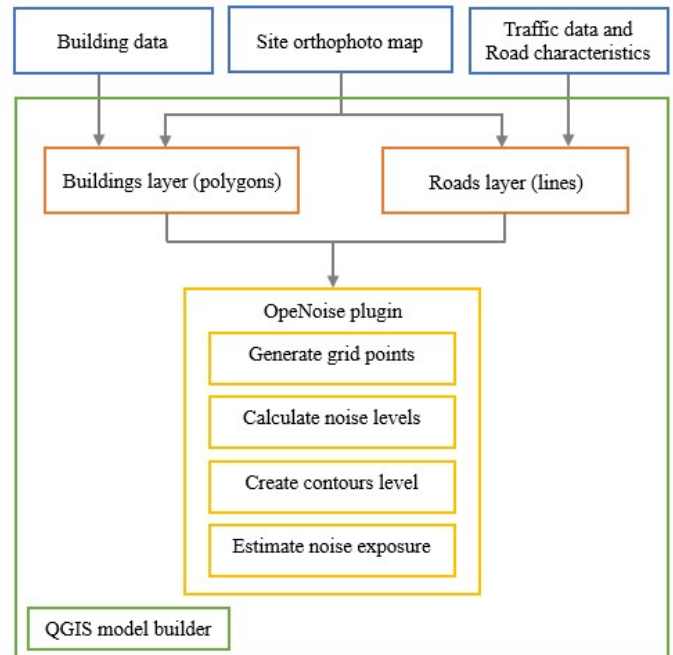 Building data
Site orthophoto map
Traffic data and
Road characteristics
Buildings layer (polygons)
Roads layer (lines)
OpeNoise plugin
Generate grid points
Calculate noise levels
Create contours level
Estimate noise exposure
QGIS model builder